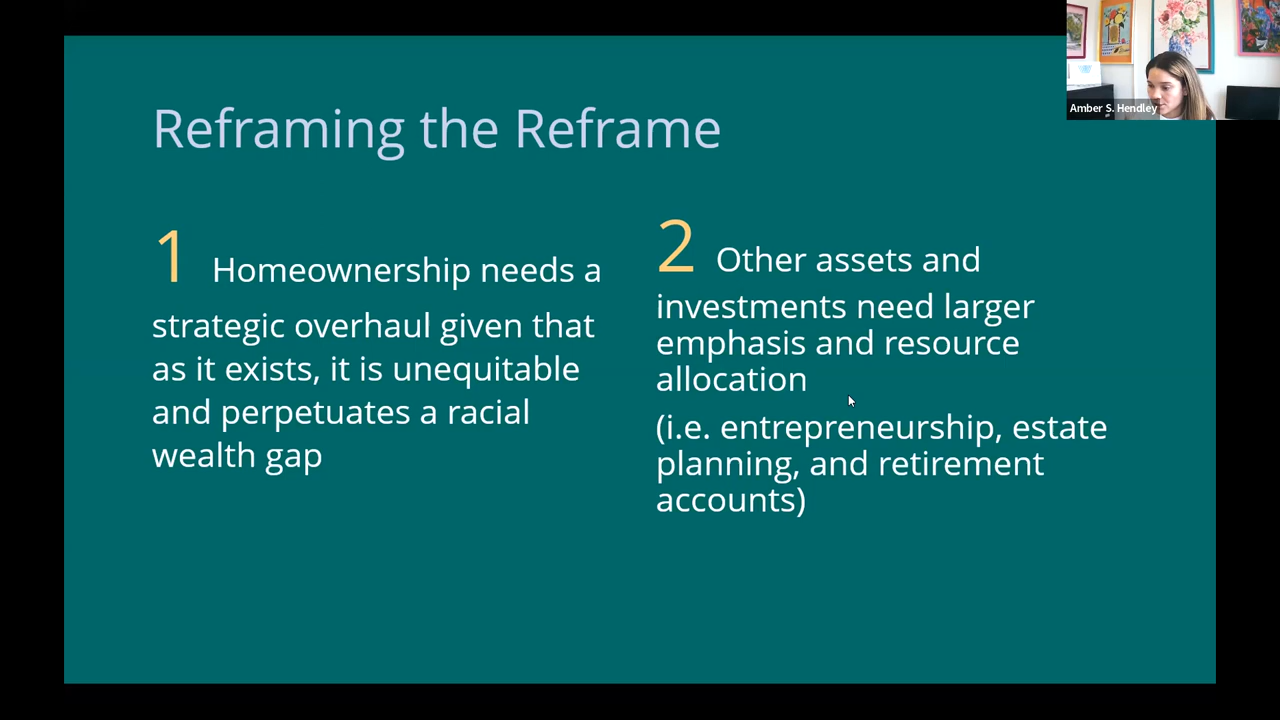 Reframing the Reframe
1 Homeownership needs a
strategic overhaul given that
as it exists, it is unequitable
and perpetuates a racial
wealth gap
2 Other assets and
investments need larger
emphasis and resource
allocation
(i.e. entrepreneurship, estate
planning, and retirement
accounts)
Amber S. Hendley